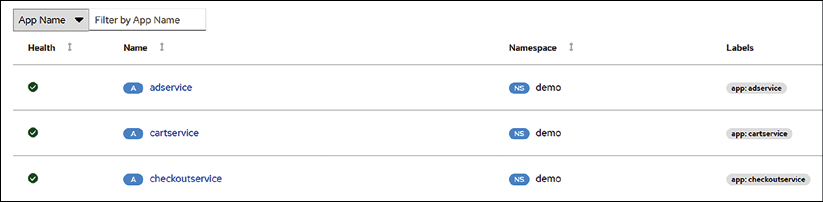 App Name Filter by App Name
Health Name Namespace Labels
A adservice NS demo app: adservice
A cartservice NS demo app: cartservice
A checkoutservice NS demo app: checkoutservice